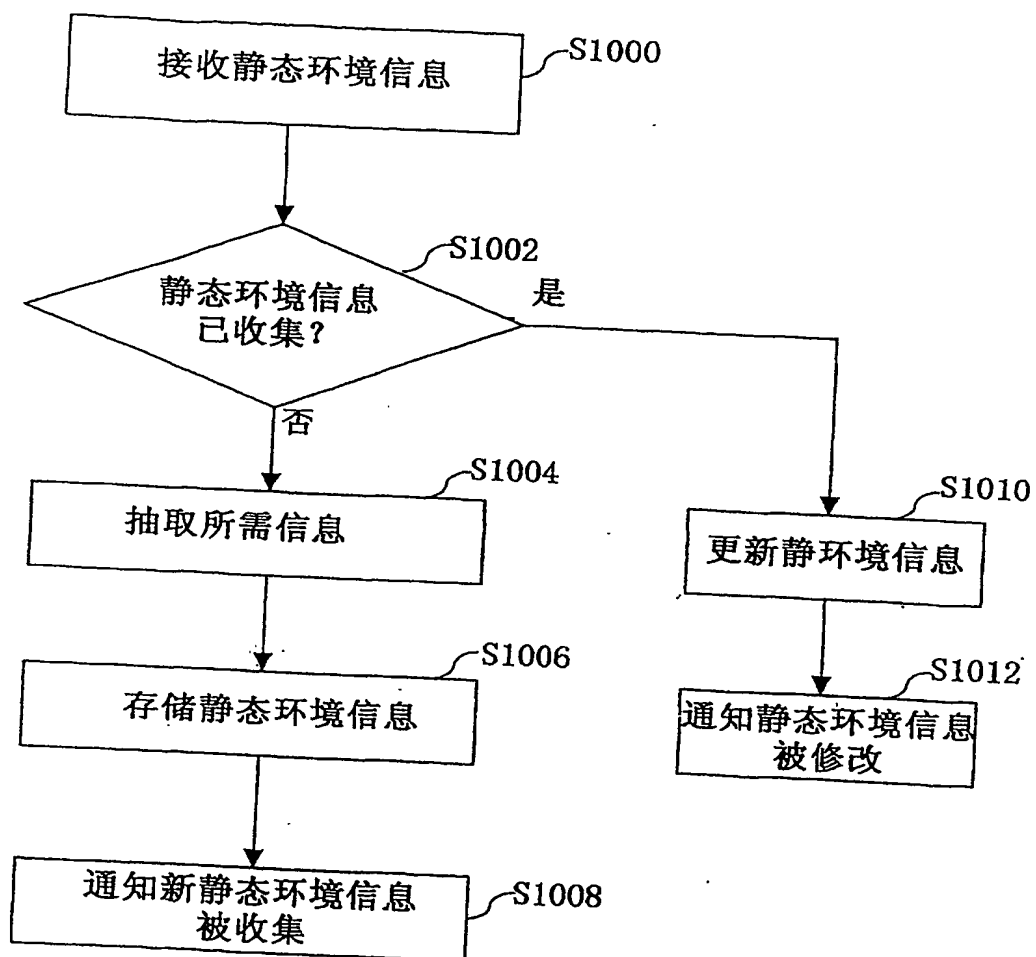 接收静态环境信息
S1000
S1002
静态环境信息
已收集?
是
否
S1004
抽取所需信息
S1010
更新静环境信息
S1006
存储静态环境信息
S1012
通知静态环境信息
被修改
通知新静态环境信息
被收集
S1008